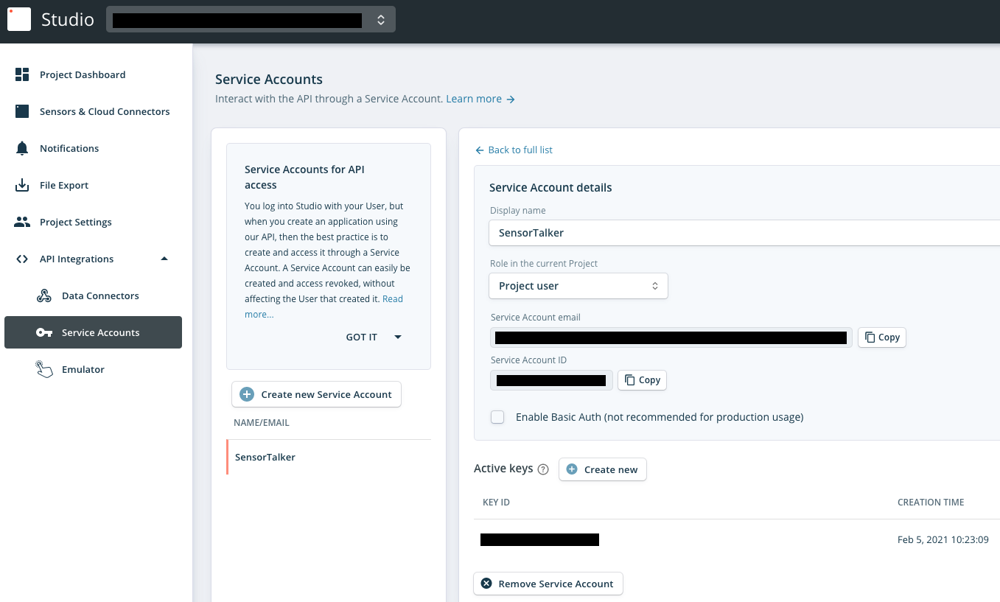 Studio
Project Dashboard
Sensors & Cloud Connectors
Notifications
File Export
Project Settings
API Integrations
Data Connectors
Service Accounts
Emulator
Service Accounts
Interact with the API through a Service Account. Learn more →
Service Accounts for API
access
You log into Studio with your User, but
when you create an application using
our API, then the best practice is to
create and access it through a Service
Account. A Service Account can easily be
created and access revoked, without
affecting the User that created it. Read
more...
GOT IT
Create new Service Account
NAME/EMAIL
SensorTalker
← Back to full list
Service Account details
Display name
SensorTalker
Role in the current Project
Project user
Service Account email
Copy
Service Account ID
Copy
Enable Basic Auth (not recommended for production usage)
Active keys ?
Create new
KEY ID CREATION TIME
Feb 5, 2021 10:23:09
Remove Service Account